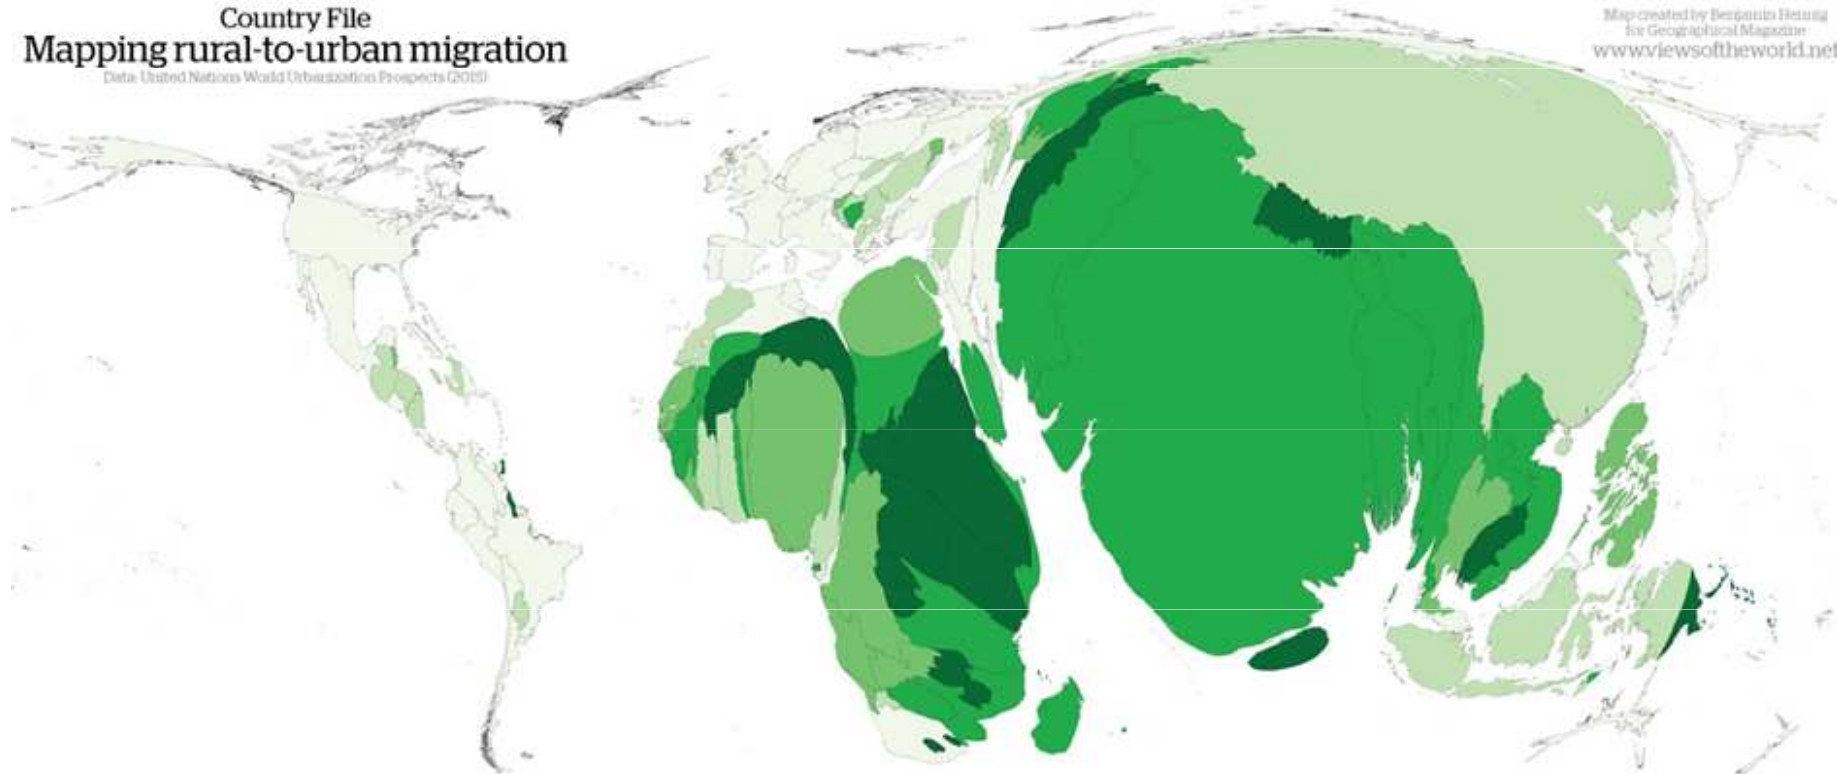 Country File
Mapping rural-to-urban migration
Data: United Nations World Urbanization Prospects (2015)
Map created by Benjamin Hennig
for Geographical Magazine
www.viewsoftheworld.net